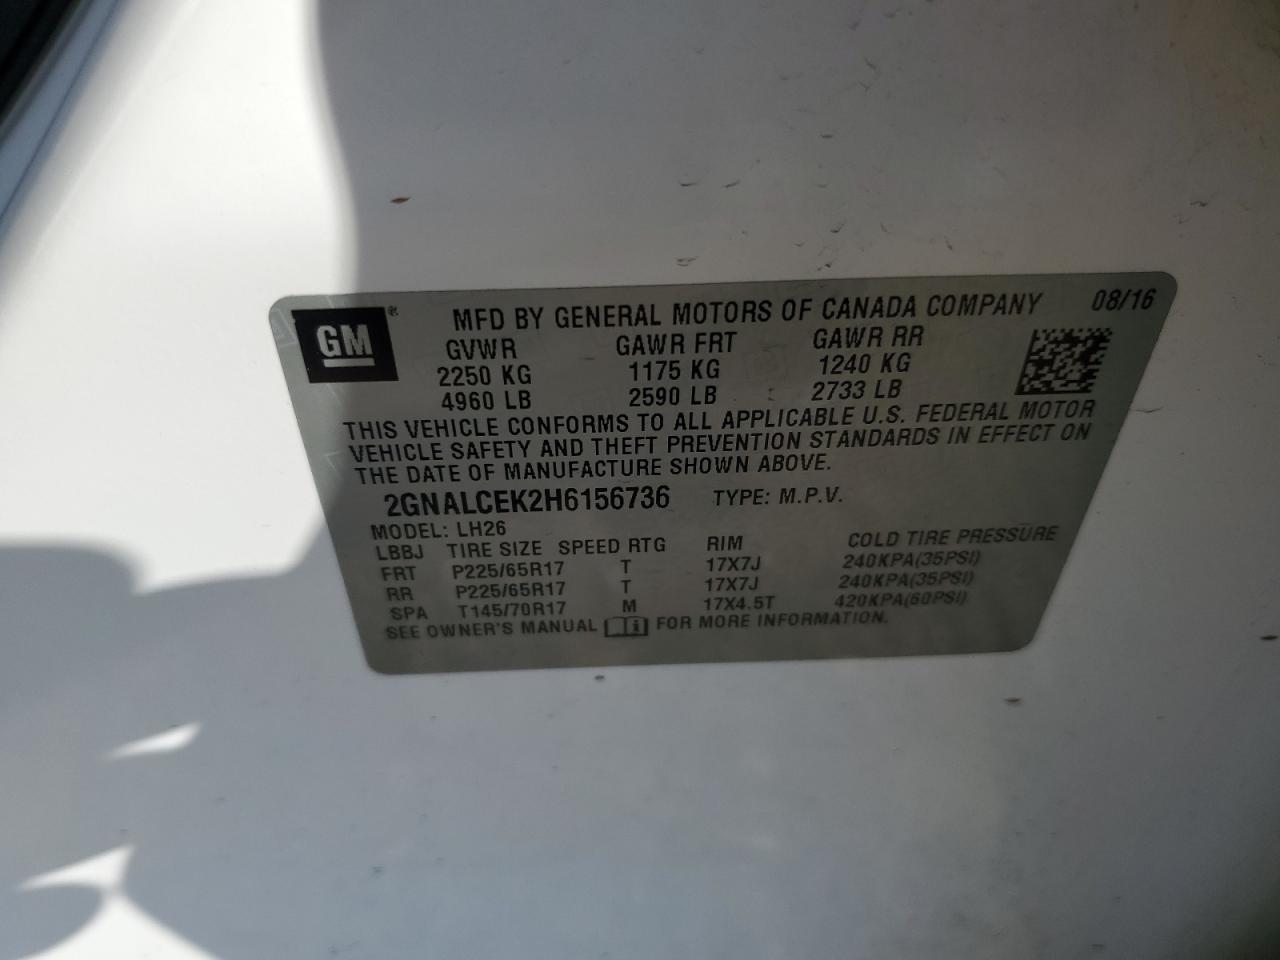 GM ®
MFD BY GENERAL MOTORS OF CANADA COMPANY 08/16
GVWR GAWR FRT GAWR RR
2250 KG 1175 KG 1240 KG
4960 LB 2590 LB 2733 LB
THIS VEHICLE CONFORMS TO ALL APPLICABLE U.S. FEDERAL MOTOR
VEHICLE SAFETY AND THEFT PREVENTION STANDARDS IN EFFECT ON
THE DATE OF MANUFACTURE SHOWN ABOVE.
2GNALCEK2H6156736 TYPE: M.P.V.
MODEL: LH26
LBBJ TIRE SIZE SPEED RTG RIM COLD TIRE PRESSURE
FRT P225/65R17 T 17X7J 240KPA(35PSI)
RR P225/65R17 T 17X7J 240KPA(35PSI)
SPA T145/70R17 M 17X4.5T 420KPA(60PSI)
SEE OWNER'S MANUAL FOR MORE INFORMATION.